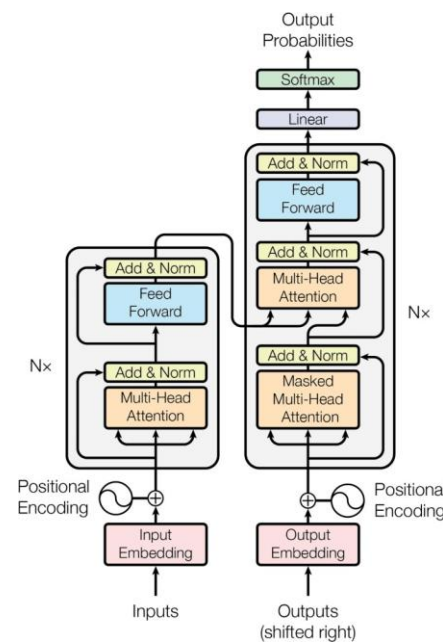 Output
Probabilities
Softmax
Linear
Add & Norm
Feed
Forward
Add & Norm
Multi-Head
Attention
Add & Norm
Masked
Multi-Head
Attention
Nx
Add & Norm
Feed
Forward
Add & Norm
Multi-Head
Attention
Nx
Positional
Encoding
Positional
Encoding
Input
Embedding
Output
Embedding
Inputs
Outputs
(shifted right)